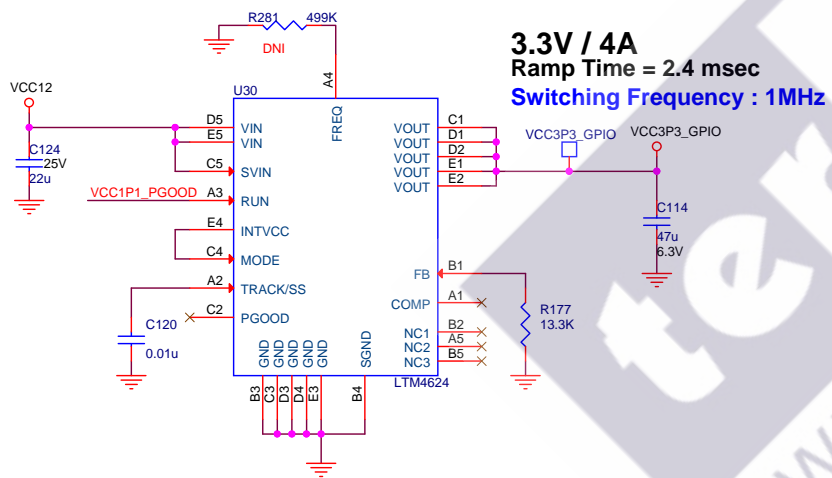 R281 499K
DNI
3.3V / 4A
Ramp Time = 2.4 msec
Switching Frequency : 1MHz
VCC12
U30
A4
FREQ
D5 VIN
E5 VIN
C5 SVIN
VCC1P1_PGOOD A3 RUN
E4 INTVCC
C4 MODE
A2 TRACK/SS
C2 PGOOD
C124
25V
22u
C120
0.01u
VOUT C1
VOUT D1
VOUT D2
VOUT E1
VOUT E2
VCC3P3_GPIO VCC3P3_GPIO
C114
47u
6.3V
FB B1
COMP A1
NC1 B2
NC2 A5
NC3 B5
R177
13.3K
GND GND GND GND GND SGND
B3 C3 D3 D4 E3 B4
LTM4624
ter
w